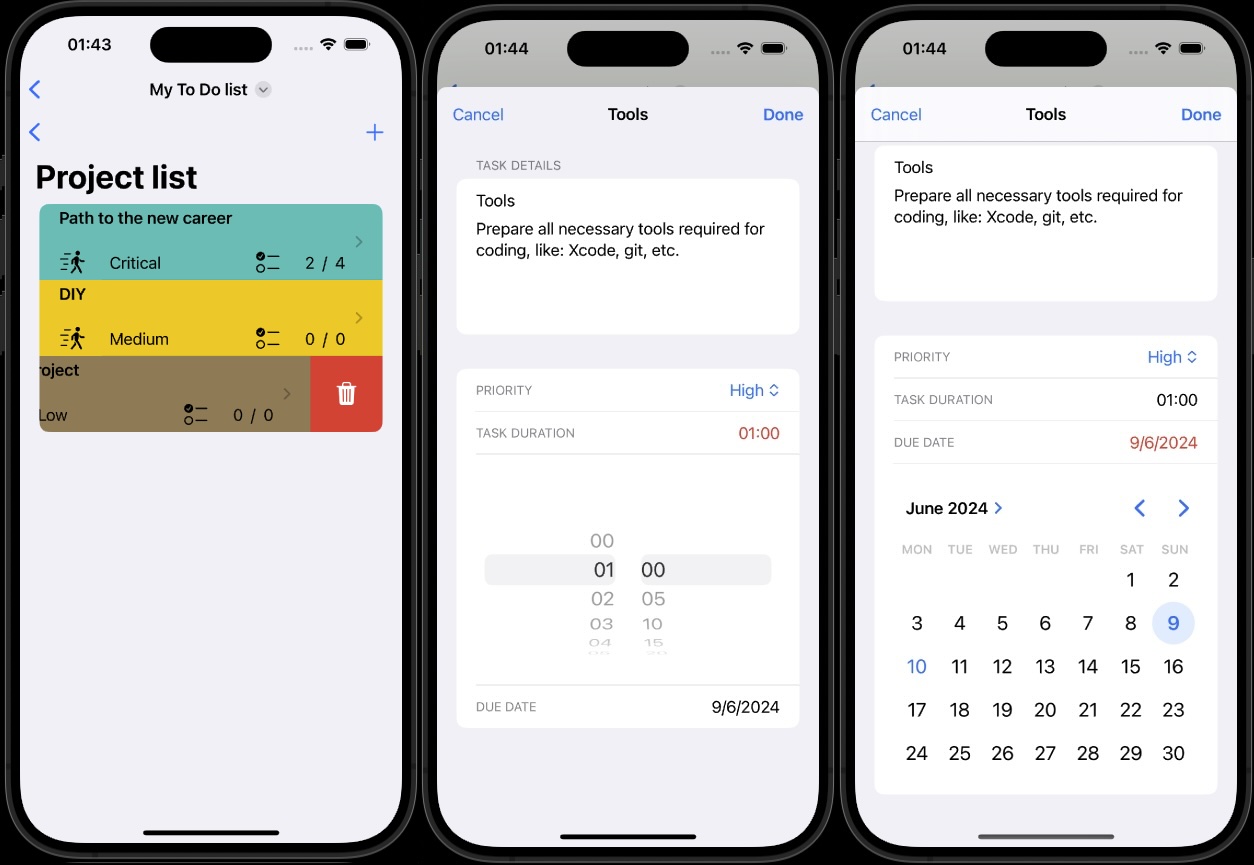 01:43
My To Do list
Project list
Path to the new career
Critical 2 / 4
DIY
Medium 0 / 0
roject
Low 0 / 0
01:44
Cancel Tools Done
TASK DETAILS
Tools
Prepare all necessary tools required for
coding, like: Xcode, git, etc.
PRIORITY High
TASK DURATION 01:00
00
01 00
02 05
03 10
04 15
05 20
DUE DATE 9/6/2024
01:44
Cancel Tools Done
Tools
Prepare all necessary tools required for
coding, like: Xcode, git, etc.
PRIORITY High
TASK DURATION 01:00
DUE DATE 9/6/2024
June 2024
MON TUE WED THU FRI SAT SUN
1 2
3 4 5 6 7 8 9
10 11 12 13 14 15 16
17 18 19 20 21 22 23
24 25 26 27 28 29 30